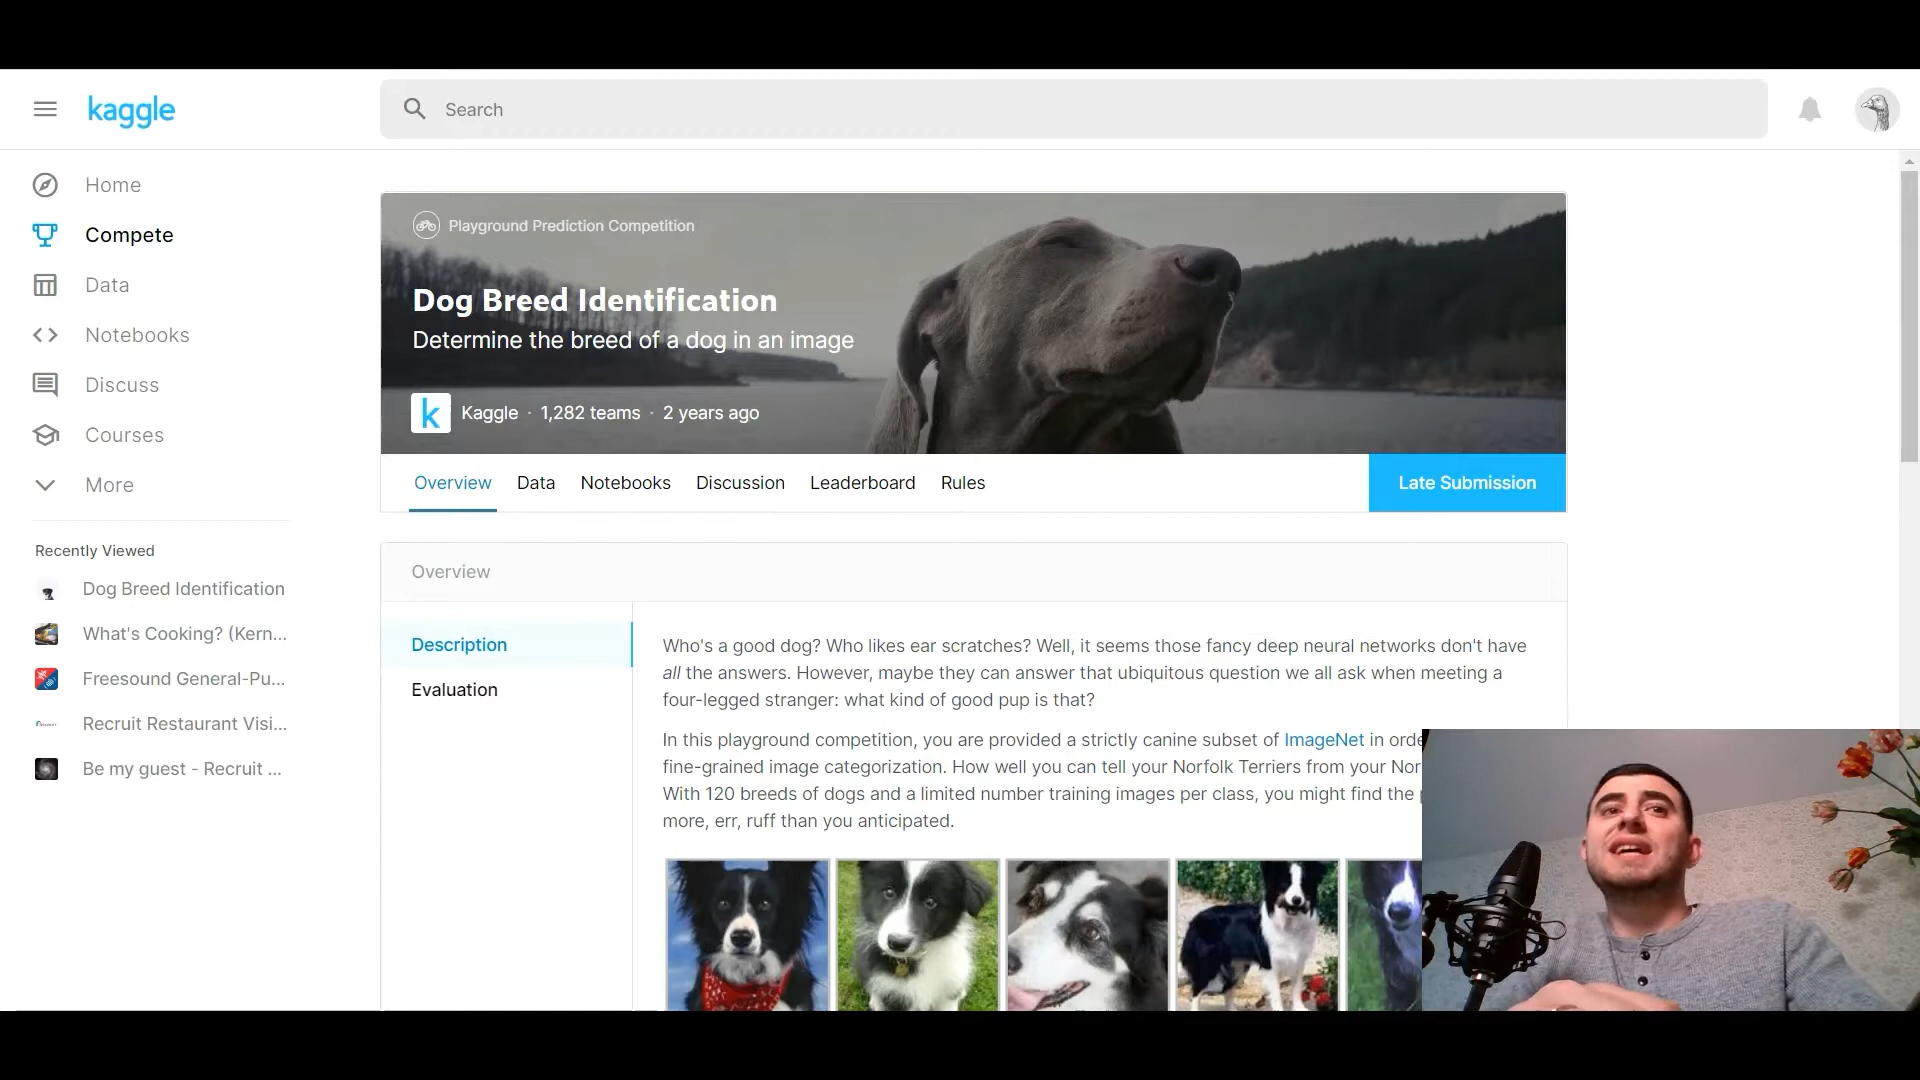 kaggle
Search
Home
Compete
Data
Notebooks
Discuss
Courses
More
Recently Viewed
Dog Breed Identification
What's Cooking? (Kern...
Freesound General-Pu...
Recruit Restaurant Visi...
Be my guest - Recruit ...
Playground Prediction Competition
Dog Breed Identification
Determine the breed of a dog in an image
k Kaggle · 1,282 teams · 2 years ago
Overview Data Notebooks Discussion Leaderboard Rules Late Submission
Overview
Description
Evaluation
Who's a good dog? Who likes ear scratches? Well, it seems those fancy deep neural networks don't have
all the answers. However, maybe they can answer that ubiquitous question we all ask when meeting a
four-legged stranger: what kind of good pup is that?
In this playground competition, you are provided a strictly canine subset of ImageNet in
fine-grained image categorization. How well you can tell your Norfolk Terriers from your
With 120 breeds of dogs and a limited number training images per class, you might find the
more, err, ruff than you anticipated.